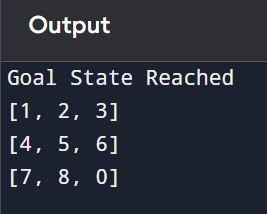 Output
Goal State Reached
[1, 2, 3]
[4, 5, 6]
[7, 8, 0]